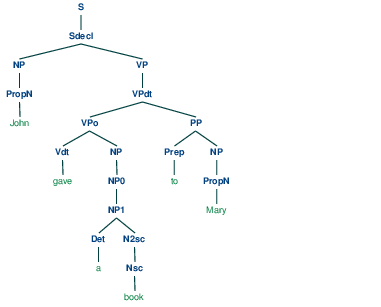 S
Sdecl
NP VP
PropN VPdt
John VPo PP
Vdt NP Prep NP
gave NP0 to PropN
NP1 Mary
Det N2sc
a Nsc
book